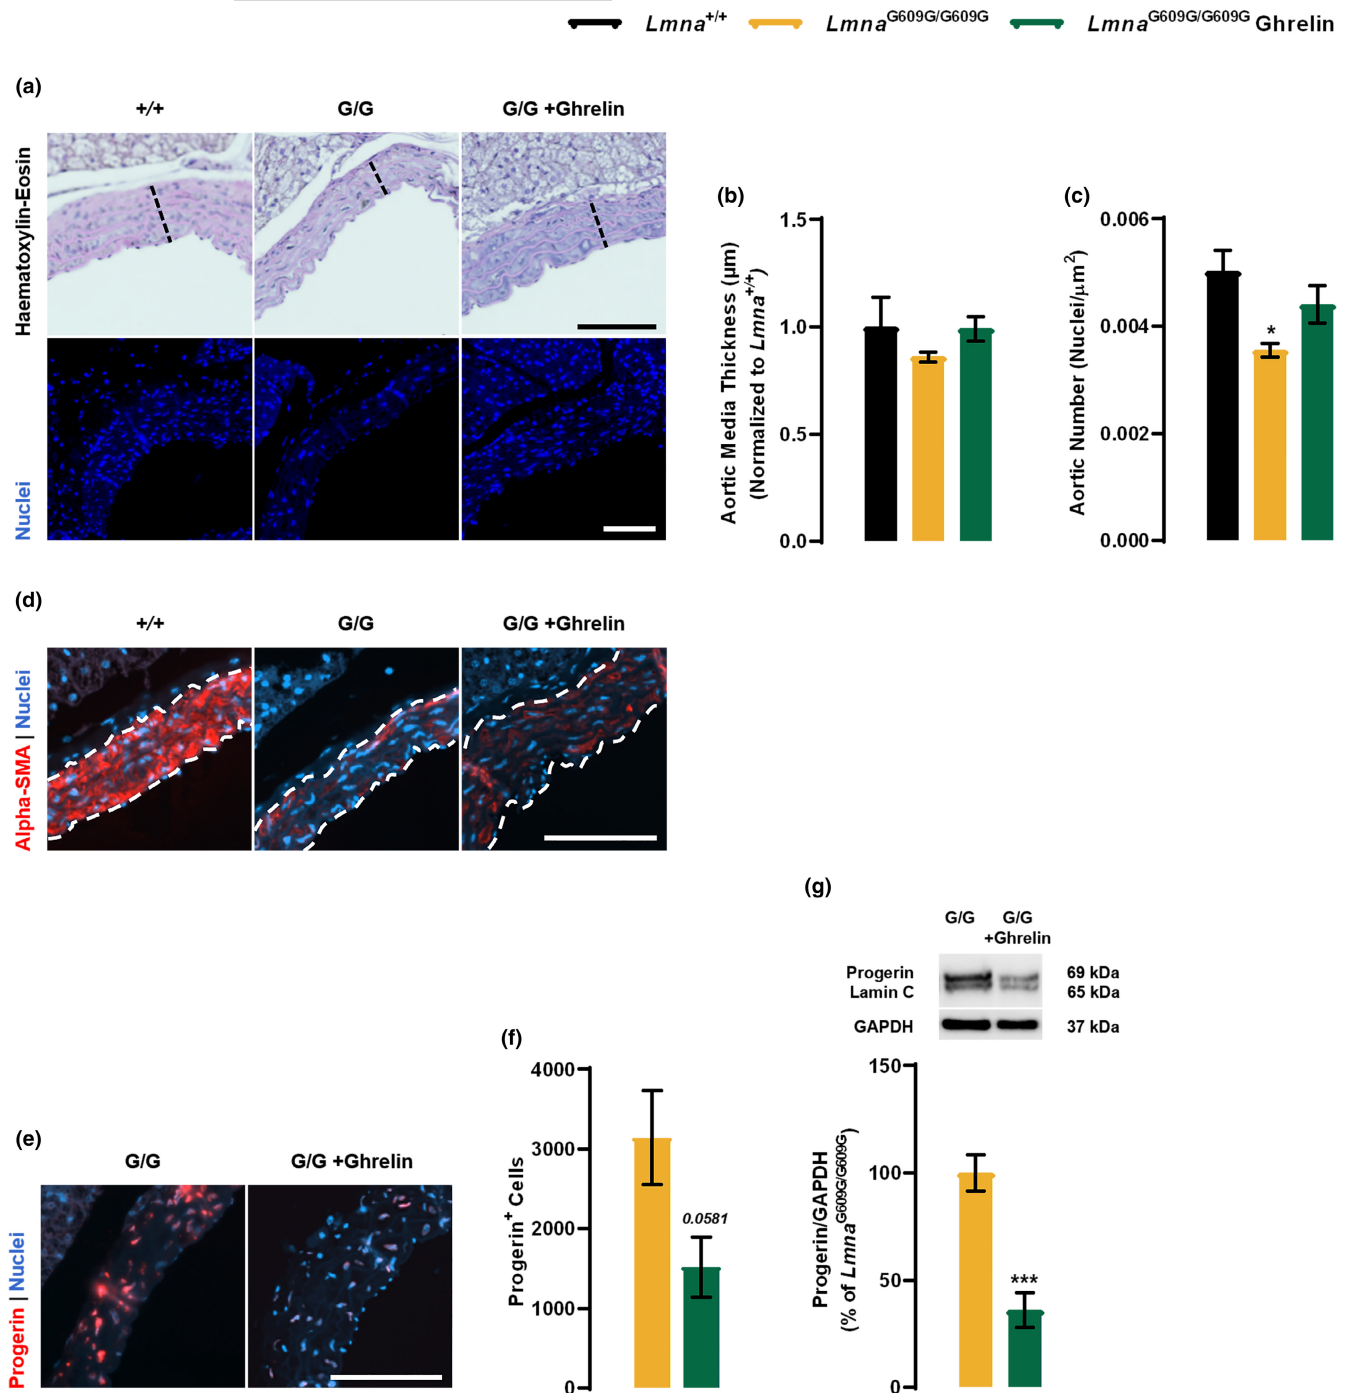 Lmna+/+ LmnaG609G/G609G LmnaG609G/G609G Ghrelin
(a)
+/+ G/G G/G +Ghrelin
Haematoxylin-Eosin
Nuclei
(b)
Aortic Media Thickness (µm)
(Normalized to Lmna+/+)
1.5
1.0
0.5
0.0
(c)
Aortic Number (Nuclei/µm2)
0.006
0.004
0.002
0.000
*
(d)
+/+ G/G G/G +Ghrelin
Alpha-SMA | Nuclei
(e)
G/G G/G +Ghrelin
Progerin | Nuclei
(f)
Progerin+ Cells
4000
3000
2000
1000
0
0.0581
(g)
G/G G/G
+Ghrelin
Progerin 69 kDa
Lamin C 65 kDa
GAPDH 37 kDa
Progerin/GAPDH
(% of LmnaG609G/G609G)
150
100
50
0
***